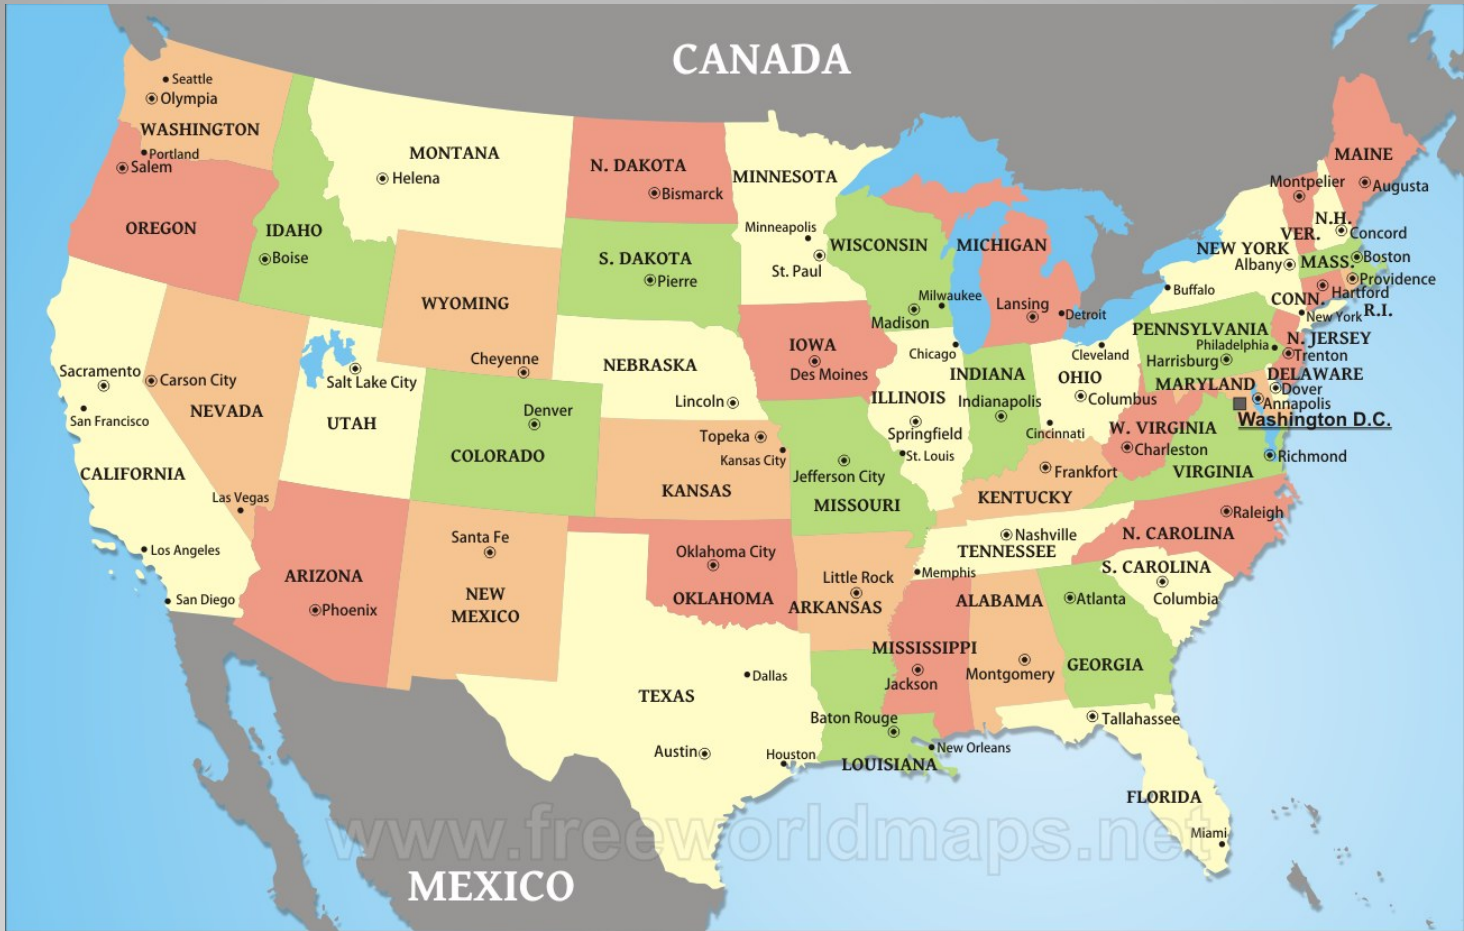 CANADA
Seattle
Olympia
WASHINGTON
Portland
Salem
OREGON
IDAHO
Boise
MONTANA
Helena
N. DAKOTA
Bismarck
MINNESOTA
Minneapolis
St. Paul
S. DAKOTA
Pierre
WYOMING
Cheyenne
WISCONSIN
Milwaukee
Madison
MICHIGAN
Lansing
Detroit
MAINE
Augusta
Montpelier
N.H.
Concord
VER.
NEW YORK
Albany
Buffalo
MASS.
Boston
Providence
Hartford
CONN.
New York
R.I.
PENNSYLVANIA
Philadelphia
Harrisburg
N. JERSEY
Trenton
DELAWARE
Dover
MARYLAND
Annapolis
Washington D.C.
Sacramento
San Francisco
Carson City
NEVADA
Las Vegas
CALIFORNIA
Los Angeles
San Diego
Salt Lake City
UTAH
Denver
COLORADO
NEBRASKA
Lincoln
IOWA
Des Moines
Chicago
ILLINOIS
Springfield
St. Louis
INDIANA
Indianapolis
Cleveland
OHIO
Columbus
Cincinnati
W. VIRGINIA
Charleston
VIRGINIA
Richmond
Topeka
Kansas City
KANSAS
Jefferson City
MISSOURI
Frankfort
KENTUCKY
Nashville
TENNESSEE
Memphis
Raleigh
N. CAROLINA
S. CAROLINA
Columbia
ARIZONA
Phoenix
Santa Fe
NEW
MEXICO
Oklahoma City
OKLAHOMA
Little Rock
ARKANSAS
MISSISSIPPI
Jackson
ALABAMA
Montgomery
Atlanta
GEORGIA
TEXAS
Dallas
Austin
Houston
Baton Rouge
New Orleans
LOUISIANA
Tallahassee
FLORIDA
Miami
www.freeworldmaps.net
MEXICO